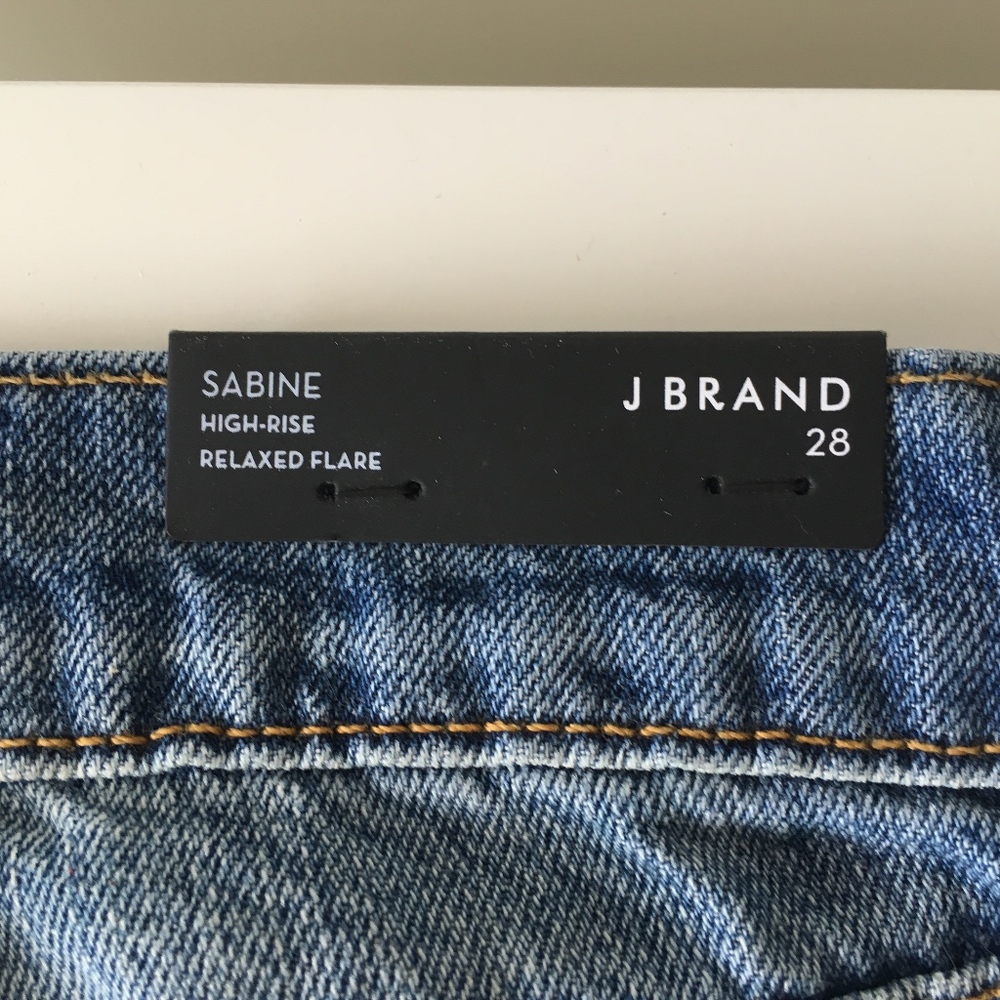 SABINE
HIGH-RISE
RELAXED FLARE
J BRAND
28